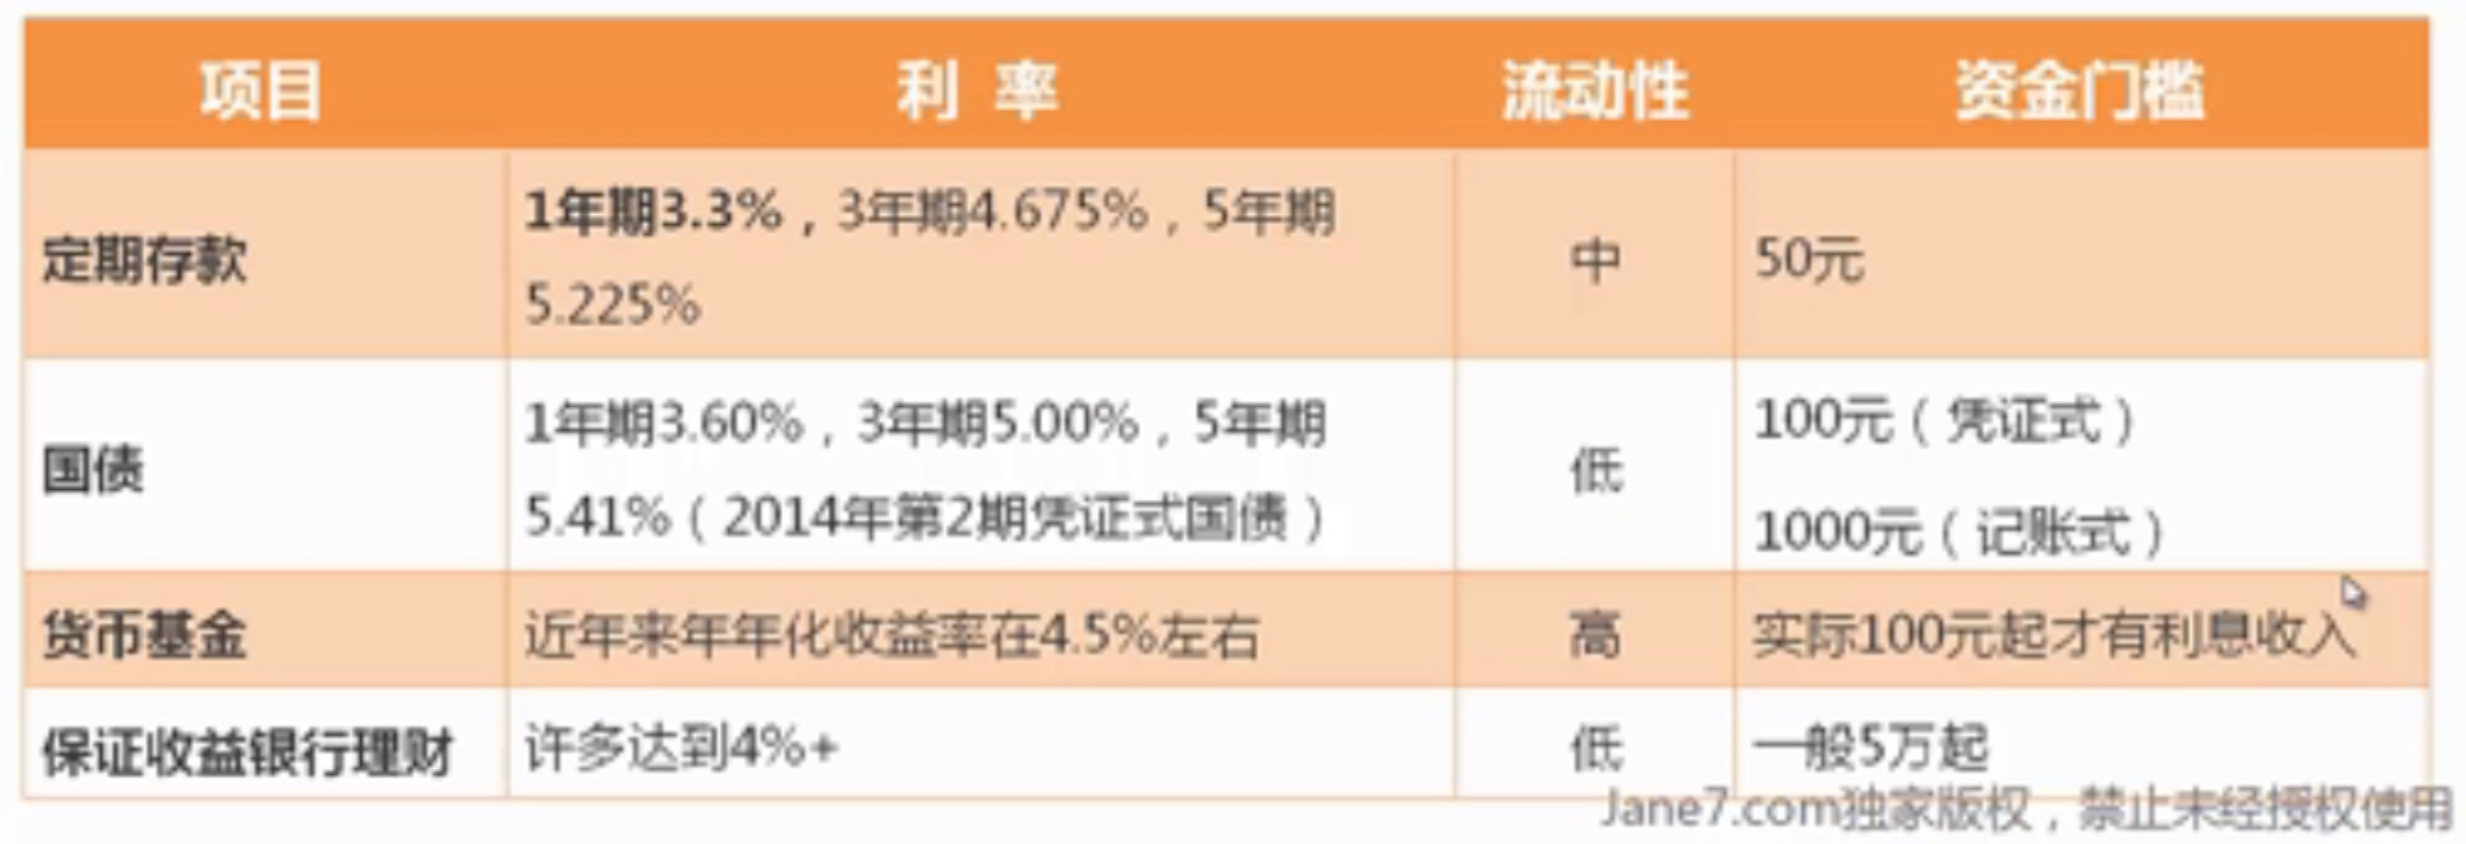 项目 利 率 流动性 资金门槛
定期存款 1年期3.3%，3年期4.675%，5年期
5.225% 中 50元
国债 1年期3.60%，3年期5.00%，5年期
5.41%（2014年第2期凭证式国债） 低 100元（凭证式）
1000元（记账式）
货币基金 近年来年年化收益率在4.5%左右 高 实际100元起才有利息收入
保证收益银行理财 许多达到4%+ 低 一般5万起
Jane7.com独家版权，禁止未经授权使用